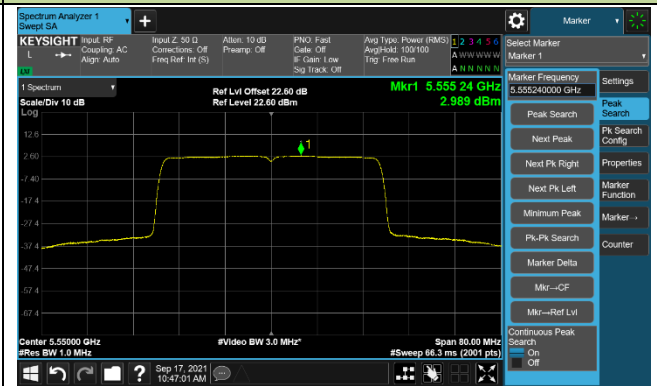 Spectrum Analyzer 1
Swept SA
Marker
KEYSIGHT Input: RF Input Z: 50 Ω Atten: 10 dB PNO: Fast Avg Type: Power (RMS) 1 2 3 4 5 6
L Coupling: AC Corrections: Off Preamp: Off Gate: Off Avg|Hold: 100/100 A W W W W W
Align: Auto Freq Ref: Int (S) IF Gain: Low Trig: Free Run
Sig Track: Off A N N N N N
Select Marker
Marker 1
1 Spectrum
Ref Lvl Offset 22.60 dB
Mkr1 5.555 24 GHz
Scale/Div 10 dB
Ref Level 22.60 dBm
2.989 dBm
Log
12.6
2.60
-7.40
-17.4
-27.4
-37.4
-47.4
-57.4
-67.4
1
Center 5.55000 GHz
#Video BW 3.0 MHz*
Span 80.00 MHz
#Res BW 1.0 MHz
#Sweep 66.3 ms (2001 pts)
Marker Frequency
5.555240000 GHz
Peak Search
Next Peak
Next Pk Right
Next Pk Left
Minimum Peak
Pk-Pk Search
Marker Delta
Mkr→CF
Mkr→Ref Lvl
Continuous Peak
Search
On
Off
Settings
Peak
Search
Pk Search
Config
Properties
Marker
Function
Marker→
Counter
?
Sep 17, 2021
10:47:01 AM